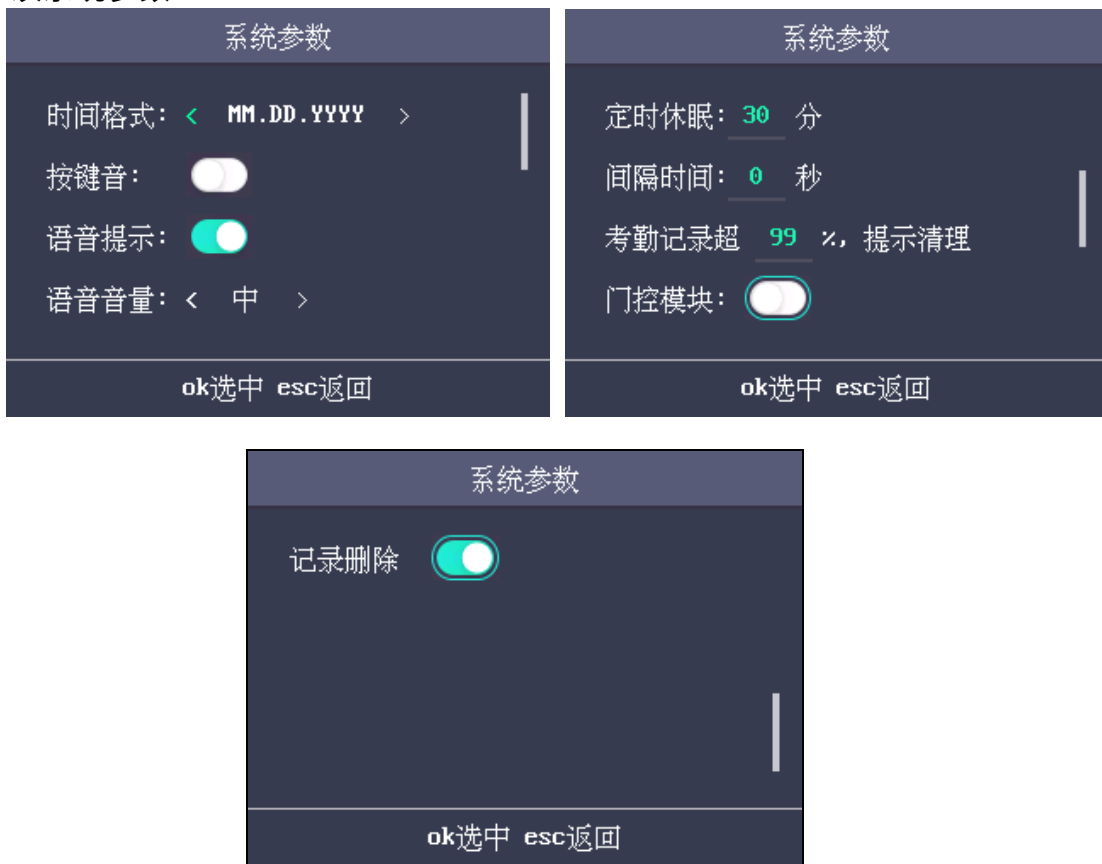 系统参数
时间格式: < MM.DD.YYYY >
按键音:
语音提示:
语音音量: < 中 >
ok选中 esc返回
系统参数
定时休眠: 30 分
间隔时间: 0 秒
考勤记录超 99 %, 提示清理
门控模块:
ok选中 esc返回
系统参数
记录删除
ok选中 esc返回